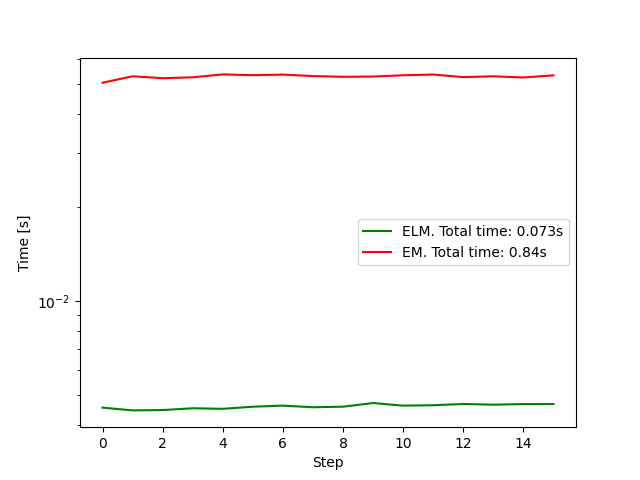 Time [s]
10⁻²
ELM. Total time: 0.073s
EM. Total time: 0.84s
0 2 4 6 8 10 12 14
Step